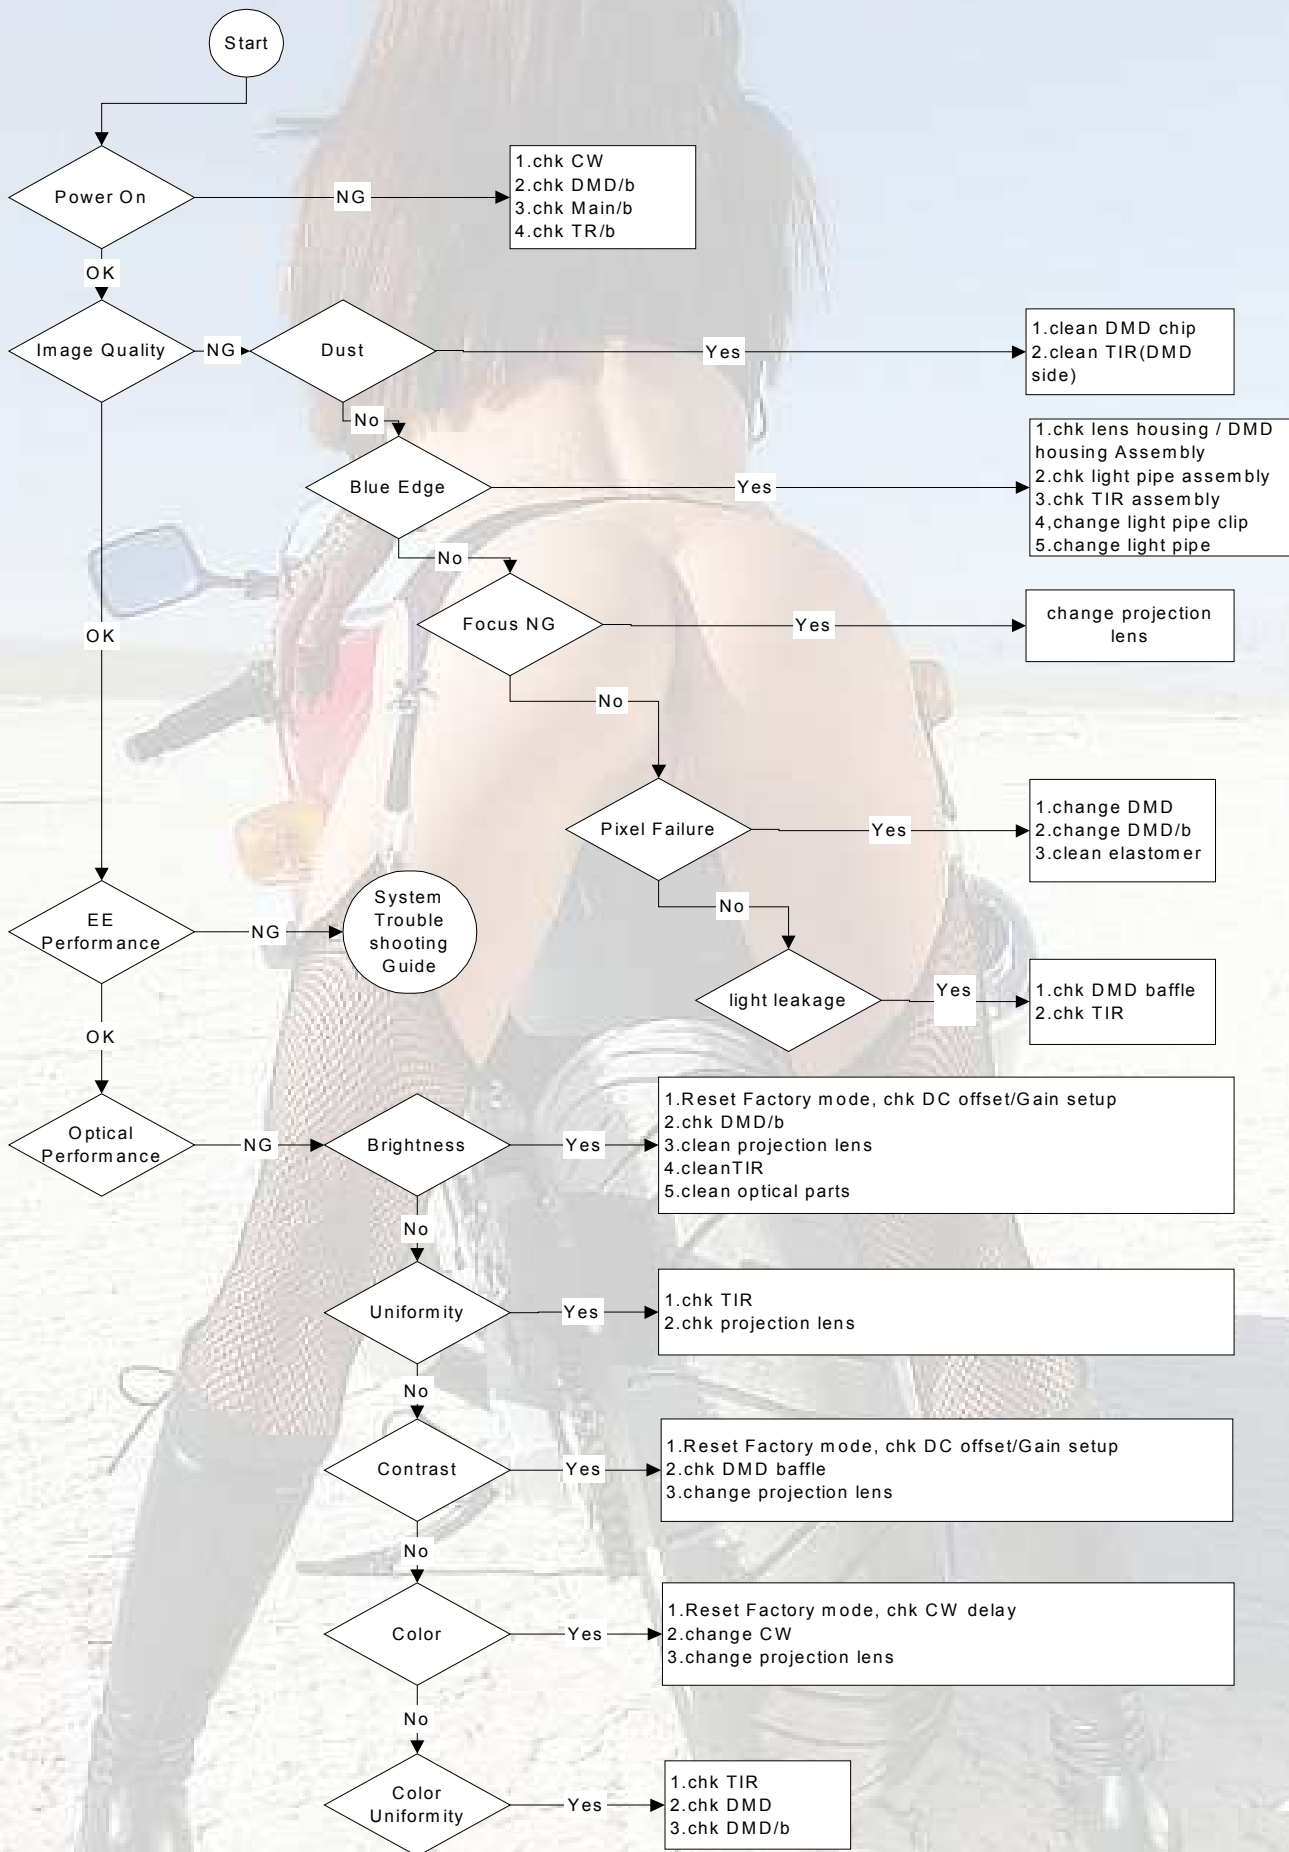 Start
Power On
NG
1.chk CW
2.chk DMD/b
3.chk Main/b
4.chk TR/b
OK
Image Quality
NG
Dust
Yes
1.clean DMD chip
2.clean TIR(DMD
side)
No
Blue Edge
Yes
1.chk lens housing / DMD
housing Assembly
2.chk light pipe assembly
3.chk TIR assembly
4,change light pipe clip
5.change light pipe
No
Focus NG
Yes
change projection
lens
OK
No
Pixel Failure
Yes
1.change DMD
2.change DMD/b
3.clean elastomer
EE
Performance
NG
System
Trouble
shooting
Guide
No
light leakage
Yes
1.chk DMD baffle
2.chk TIR
OK
Optical
Performance
NG
Brightness
Yes
1.Reset Factory mode, chk DC offset/Gain setup
2.chk DMD/b
3.clean projection lens
4.cleanTIR
5.clean optical parts
No
Uniformity
Yes
1.chk TIR
2.chk projection lens
No
Contrast
Yes
1.Reset Factory mode, chk DC offset/Gain setup
2.chk DMD baffle
3.change projection lens
No
Color
Yes
1.Reset Factory mode, chk CW delay
2.change CW
3.change projection lens
No
Color
Uniformity
Yes
1.chk TIR
2.chk DMD
3.chk DMD/b